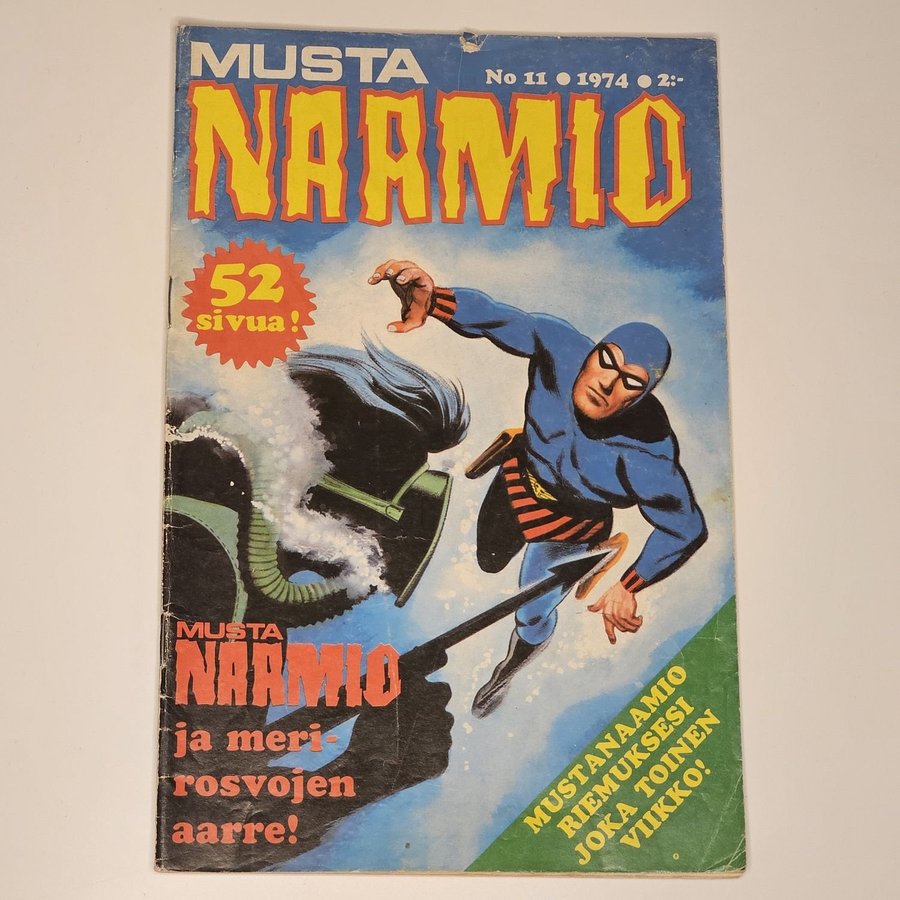 MUSTA
No 11 ● 1974 ● 2:-
NAAMIO
52
sivua!
MUSTA
NAAMIO
ja meri-
rosvojen
aarre!
MUSTANAAMIO
RIEMUKSESI
JOKA TOINEN
VIIKKO!